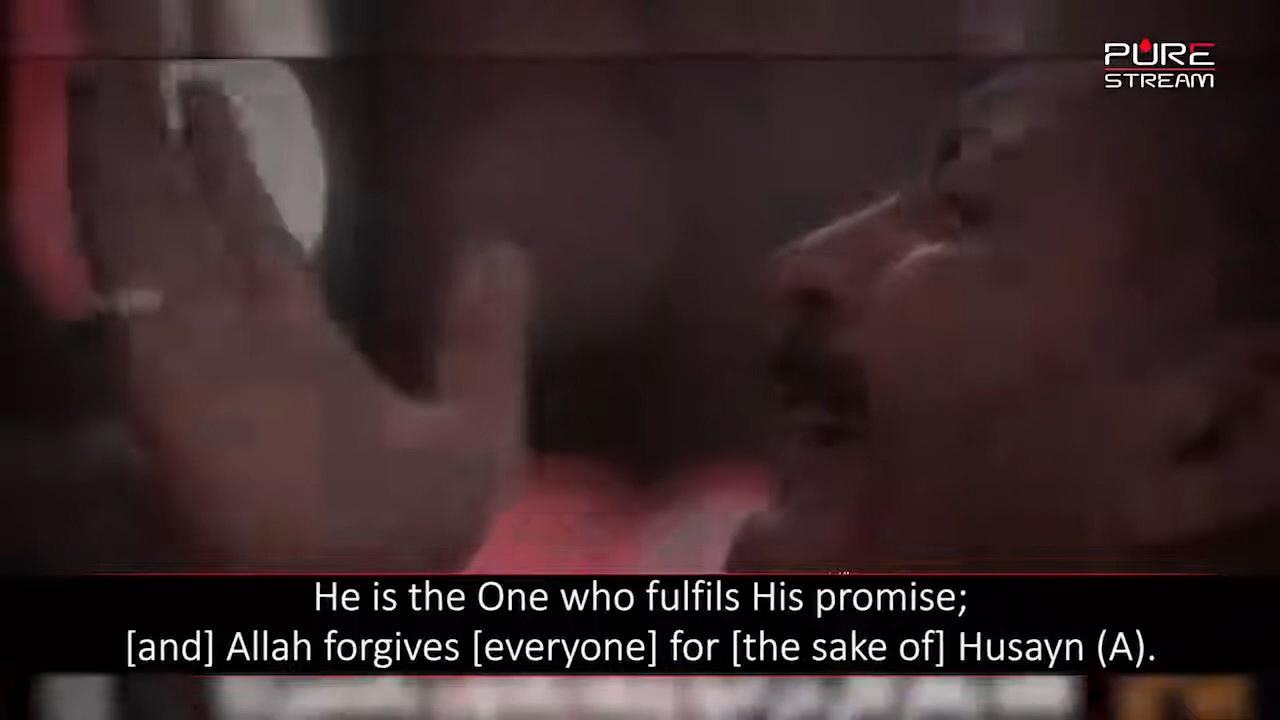 PURE
STREAM
He is the One who fulfils His promise;
[and] Allah forgives [everyone] for [the sake of] Husayn (A).